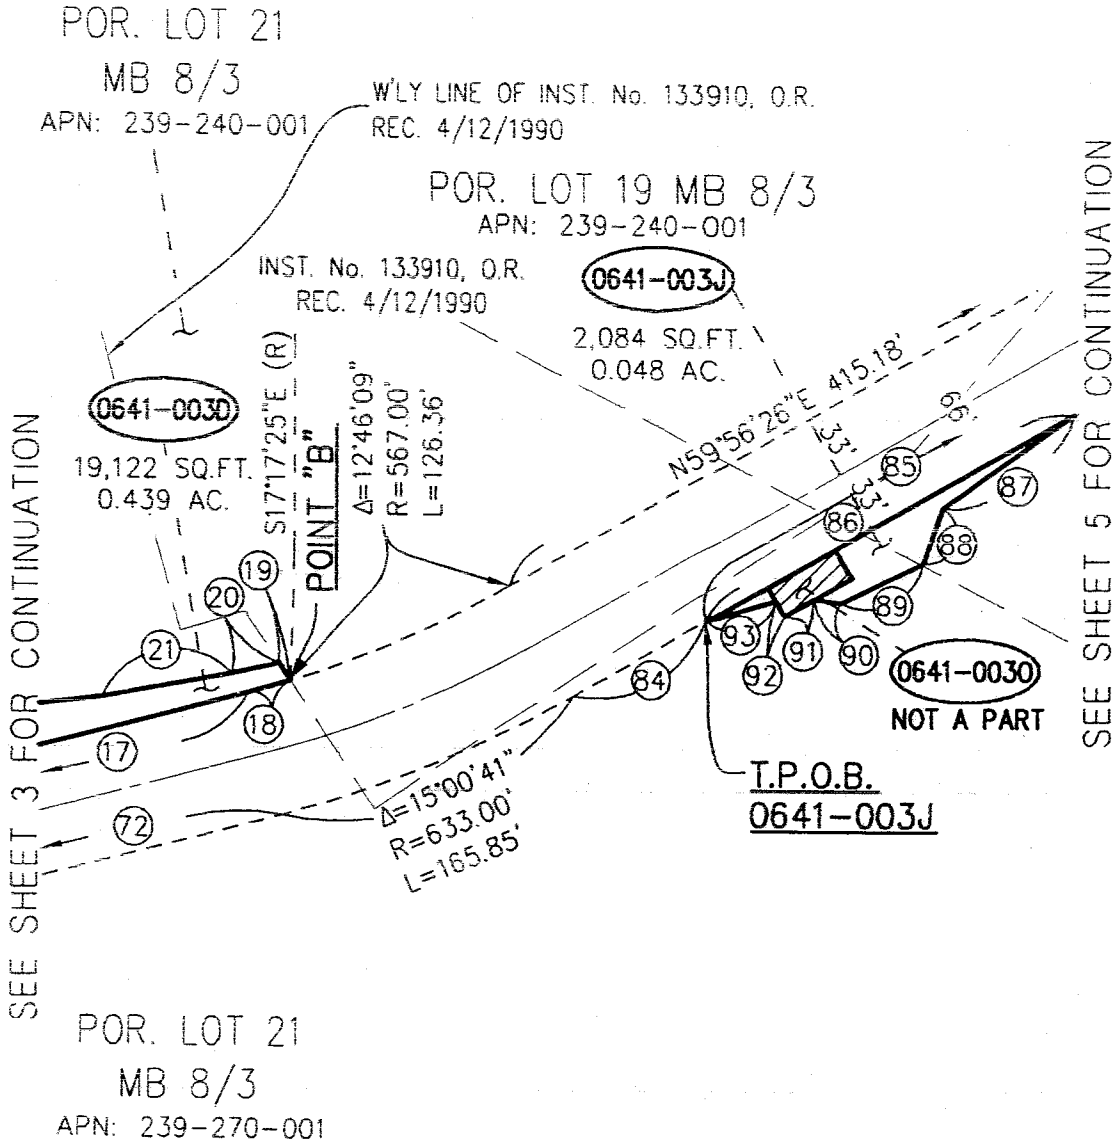 POR. LOT 21
MB 8/3
APN: 239-240-001
W'LY LINE OF INST. No. 133910, O.R.
REC. 4/12/1990
POR. LOT 19 MB 8/3
APN: 239-240-001
INST. No. 133910, O.R.
REC. 4/12/1990
0641-003J
2,084 SQ.FT.
0.048 AC.
0641-003D
19,122 SQ.FT.
0.439 AC.
S17°17'25"E (R)
POINT "B"
Δ=12°46'09"
R=567.00'
L=126.36'
N59°56'26"E 415.18'
66'
33'
33'
85
86
87
88
89
90
91
92
93
84
19
20
21
18
17
72
0641-003O
NOT A PART
T.P.O.B.
0641-003J
Δ=15°00'41"
R=633.00'
L=165.85'
SEE SHEET 3 FOR CONTINUATION
SEE SHEET 5 FOR CONTINUATION
POR. LOT 21
MB 8/3
APN: 239-270-001